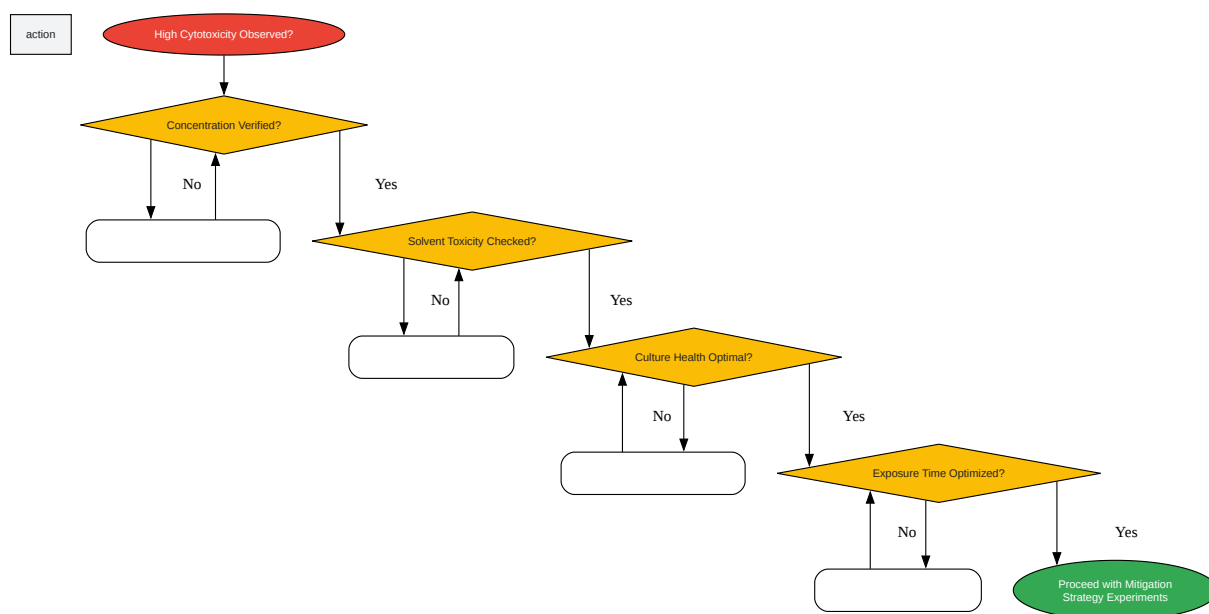 action
High Cytotoxicity Observed?
Concentration Verified?
No
Yes
Solvent Toxicity Checked?
No
Yes
Culture Health Optimal?
No
Yes
Exposure Time Optimized?
No
Yes
Proceed with Mitigation
Strategy Experiments